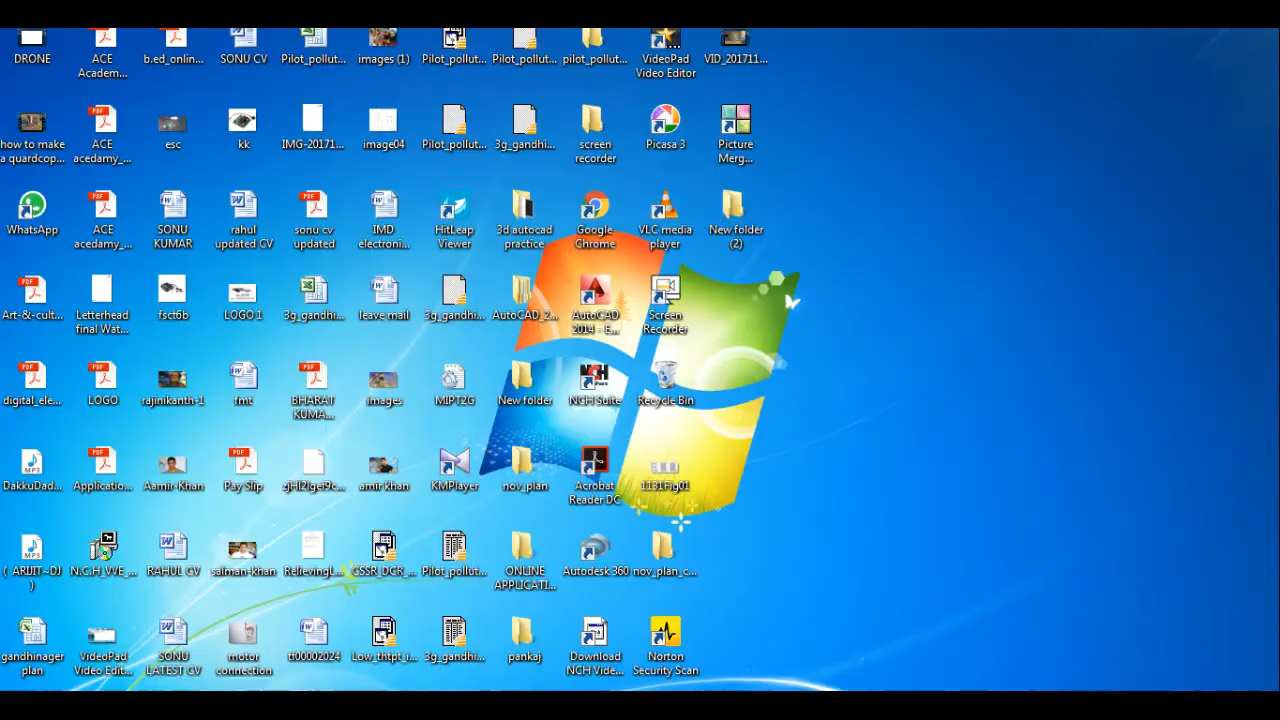 DRONE
ACE
Academ...
b.ed_onlin...
SONU CV
Pilot_pollut...
images (1)
Pilot_pollut...
Pilot_pollut...
pilot_pollut...
VideoPad
Video Editor
VID_201711...
how to make
a quardcop...
ACE
acedamy_...
esc
kk
IMG-20171...
image04
Pilot_pollut...
3g_gandhi...
screen
recorder
Picasa 3
Picture
Merg...
WhatsApp
ACE
acedamy_...
SONU
KUMAR
rahul
updated CV
sonu cv
updated
IMD
electroni...
HitLeap
Viewer
3d autocad
practice
Google
Chrome
VLC media
player
New folder
(2)
Art-&-cult...
Letterhead
final Wat...
fsct6b
LOGO 1
3g_gandhi...
leave mail
3g_gandhi...
AutoCAD_2...
AutoCAD
2014 - E...
Screen
Recorder
digital_ele...
LOGO
rajinikanth-1
fmt
BHARAT
KUMA...
images
MIPT2G
New folder
NCH Suite
Recycle Bin
DakkuDad...
Applicatio...
Aamir-Khan
Pay Slip
amir khan
KMPlayer
nov_plan
Acrobat
Reader DC
1131Fig01
( ARIJIT~DJ
)
N.C.H_VVE_...
RAHUL CV
salman-khan
RelievingL...
CSSR_DCR_...
Pilot_pollut...
ONLINE
APPLICATI...
Autodesk 360
nov_plan_c...
gandhinager
plan
VideoPad
Video Edit...
SONU
LATEST CV
motor
connection
tf00002024
Low_thtpt_i...
3g_gandhi...
pankaj
Download
NCH Vide...
Norton
Security Scan